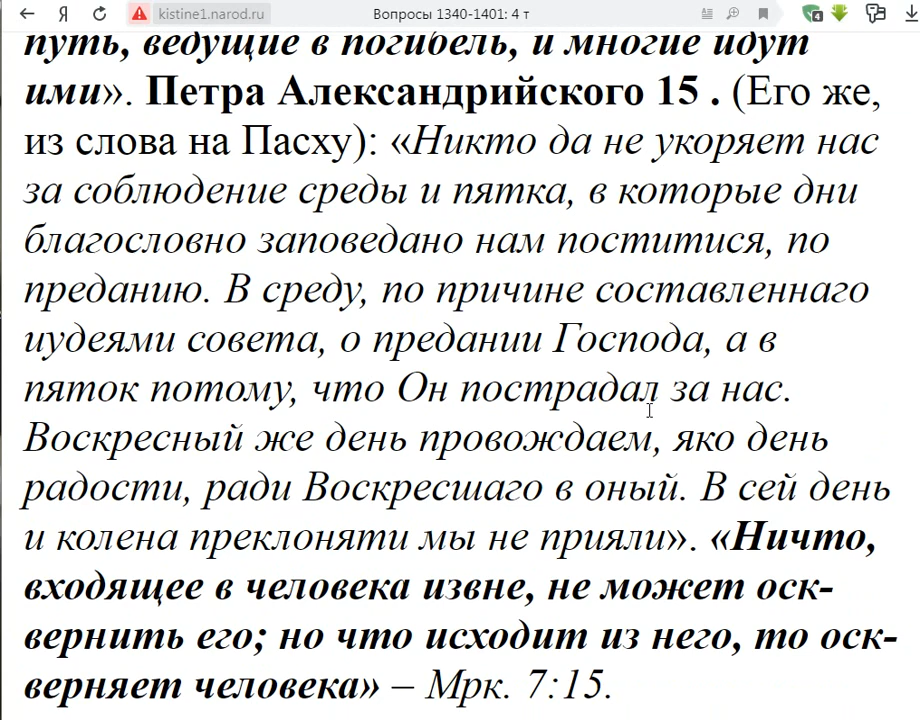 Я
kistine1.narod.ru
Вопросы 1340-1401: 4 т
4
путь, ведущие в погибель, и многие идут
ими». Петра Александрийского 15 . (Его же,
из слова на Пасху): «Никто да не укоряет нас
за соблюдение среды и пятка, в которые дни
благословно заповедано нам поститися, по
преданию. В среду, по причине составленнаго
иудеями совета, о предании Господа, а в
пяток потому, что Он пострадал за нас.
Воскресный же день провождаем, яко день
радости, ради Воскресшаго в оный. В сей день
и колена преклоняти мы не прияли». «Ничто,
входящее в человека извне, не может оск-
вернить его; но что исходит из него, то оск-
верняет человека» – Мрк. 7:15.